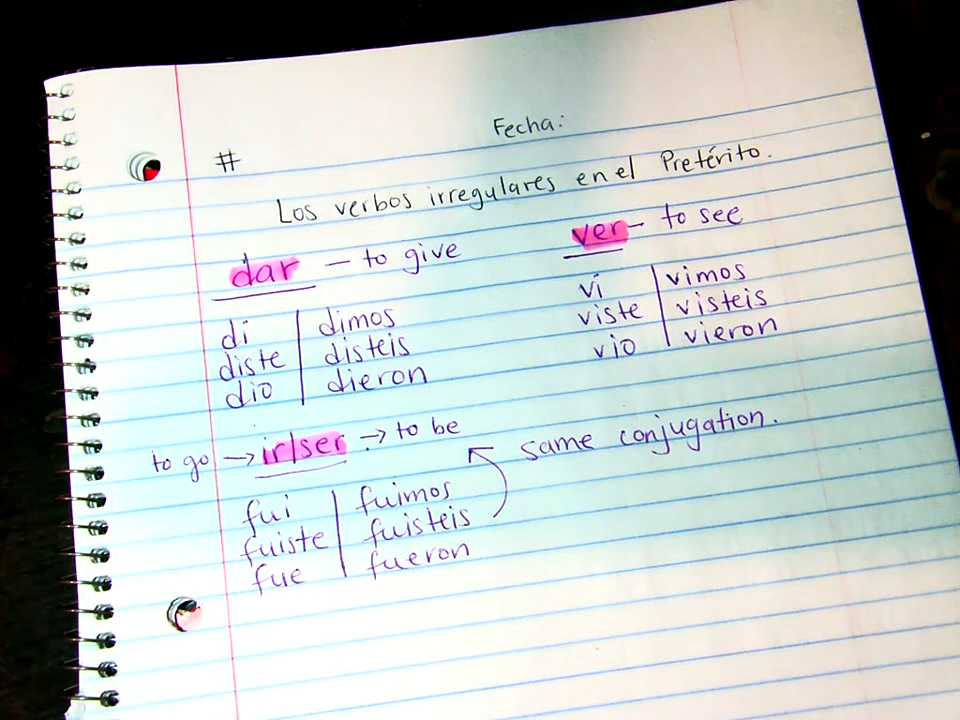 Fecha:
#
Los verbos irregulares en el Pretérito.
dar – to give
di dimos
diste disteis
dio dieron
ver – to see
vi vimos
viste visteis
vio vieron
to go → ir/ser → to be
same conjugation.
fui fuimos
fuiste fuisteis
fue fueron